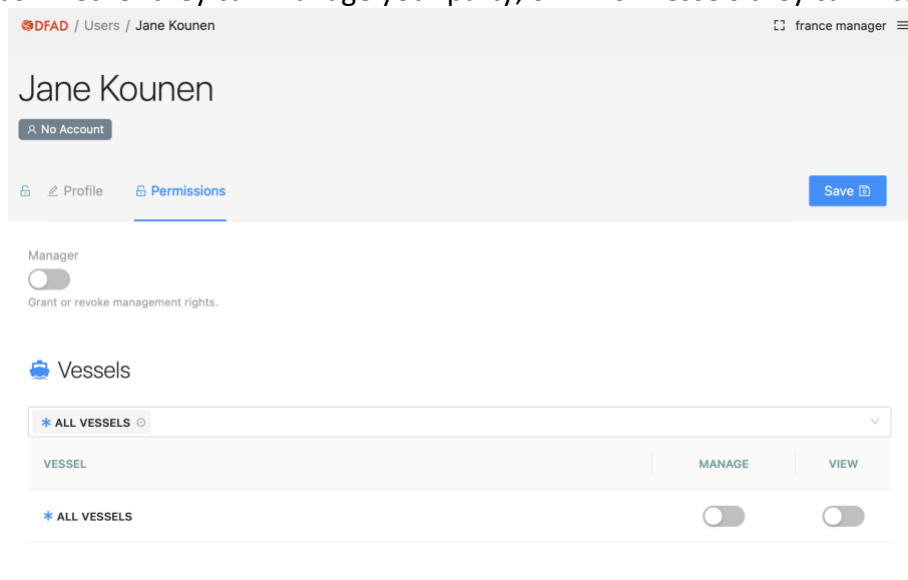 DFAD / Users / Jane Kounen
france manager
Jane Kounen
No Account
Profile
Permissions
Save
Manager
Grant or revoke management rights.
Vessels
* ALL VESSELS
VESSEL MANAGE VIEW
* ALL VESSELS